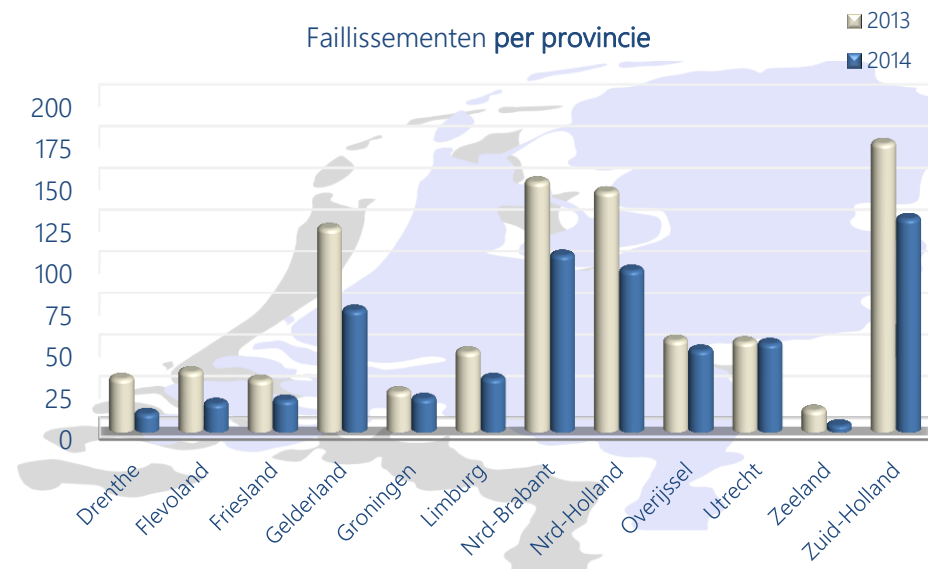 Faillissementen per provincie
2013
2014
200
175
150
125
100
75
50
25
0
Drenthe
Flevoland
Friesland
Gelderland
Groningen
Limburg
Nrd-Brabant
Nrd-Holland
Overijssel
Utrecht
Zeeland
Zuid-Holland